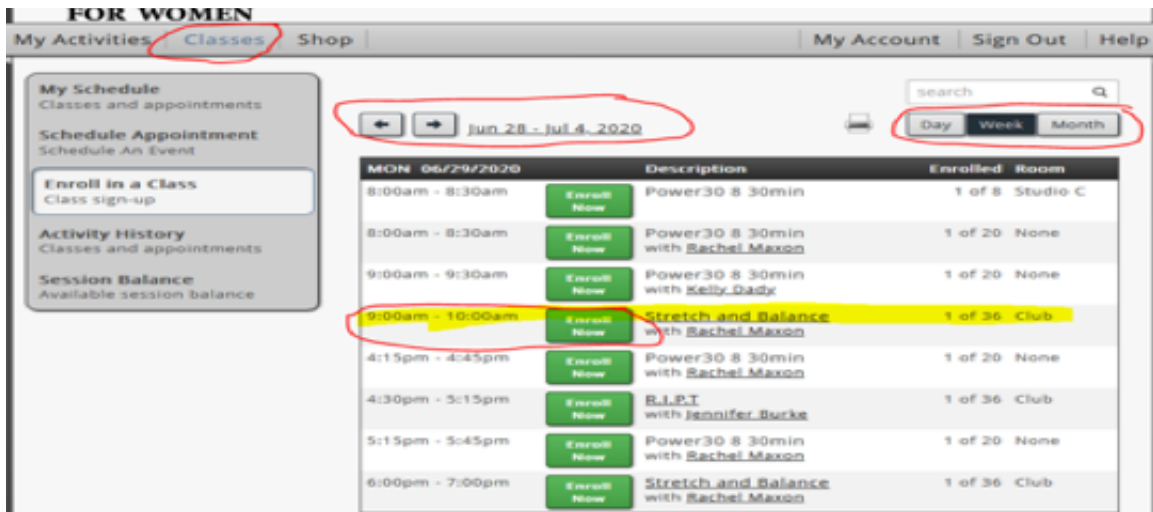 FOR WOMEN
My Activities Classes Shop My Account Sign Out Help
My Schedule
Classes and appointments
Schedule Appointment
Schedule An Event
Enroll in a Class
Class sign-up
Activity History
Classes and appointments
Session Balance
Available session balance
search
Jun 28 - Jul 4, 2020
Day Week Month
MON 06/29/2020 Description Enrolled Room
8:00am - 8:30am Enroll Now Power30 8 30min 1 of 8 Studio C
8:00am - 8:30am Enroll Now Power30 8 30min 1 of 20 None
with Rachel Maxon
9:00am - 9:30am Enroll Now Power30 8 30min 1 of 20 None
with Kelly Dady
9:00am - 10:00am Enroll Now Stretch and Balance 1 of 36 Club
with Rachel Maxon
4:15pm - 4:45pm Enroll Now Power30 8 30min 1 of 20 None
with Rachel Maxon
4:30pm - 5:15pm Enroll Now R.I.P.T 1 of 36 Club
with Jennifer Burke
5:15pm - 5:45pm Enroll Now Power30 8 30min 1 of 20 None
with Rachel Maxon
6:00pm - 7:00pm Enroll Now Stretch and Balance 1 of 36 Club
with Rachel Maxon